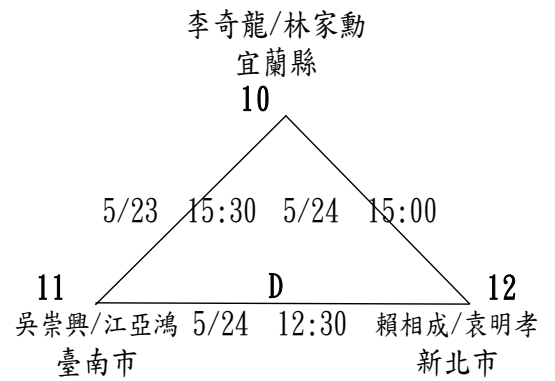 李奇龍/林家勳
宜蘭縣
10
5/23 15:30 5/24 15:00
11 D 12
吳崇興/江亞鴻 5/24 12:30 賴相成/袁明孝
臺南市 新北市